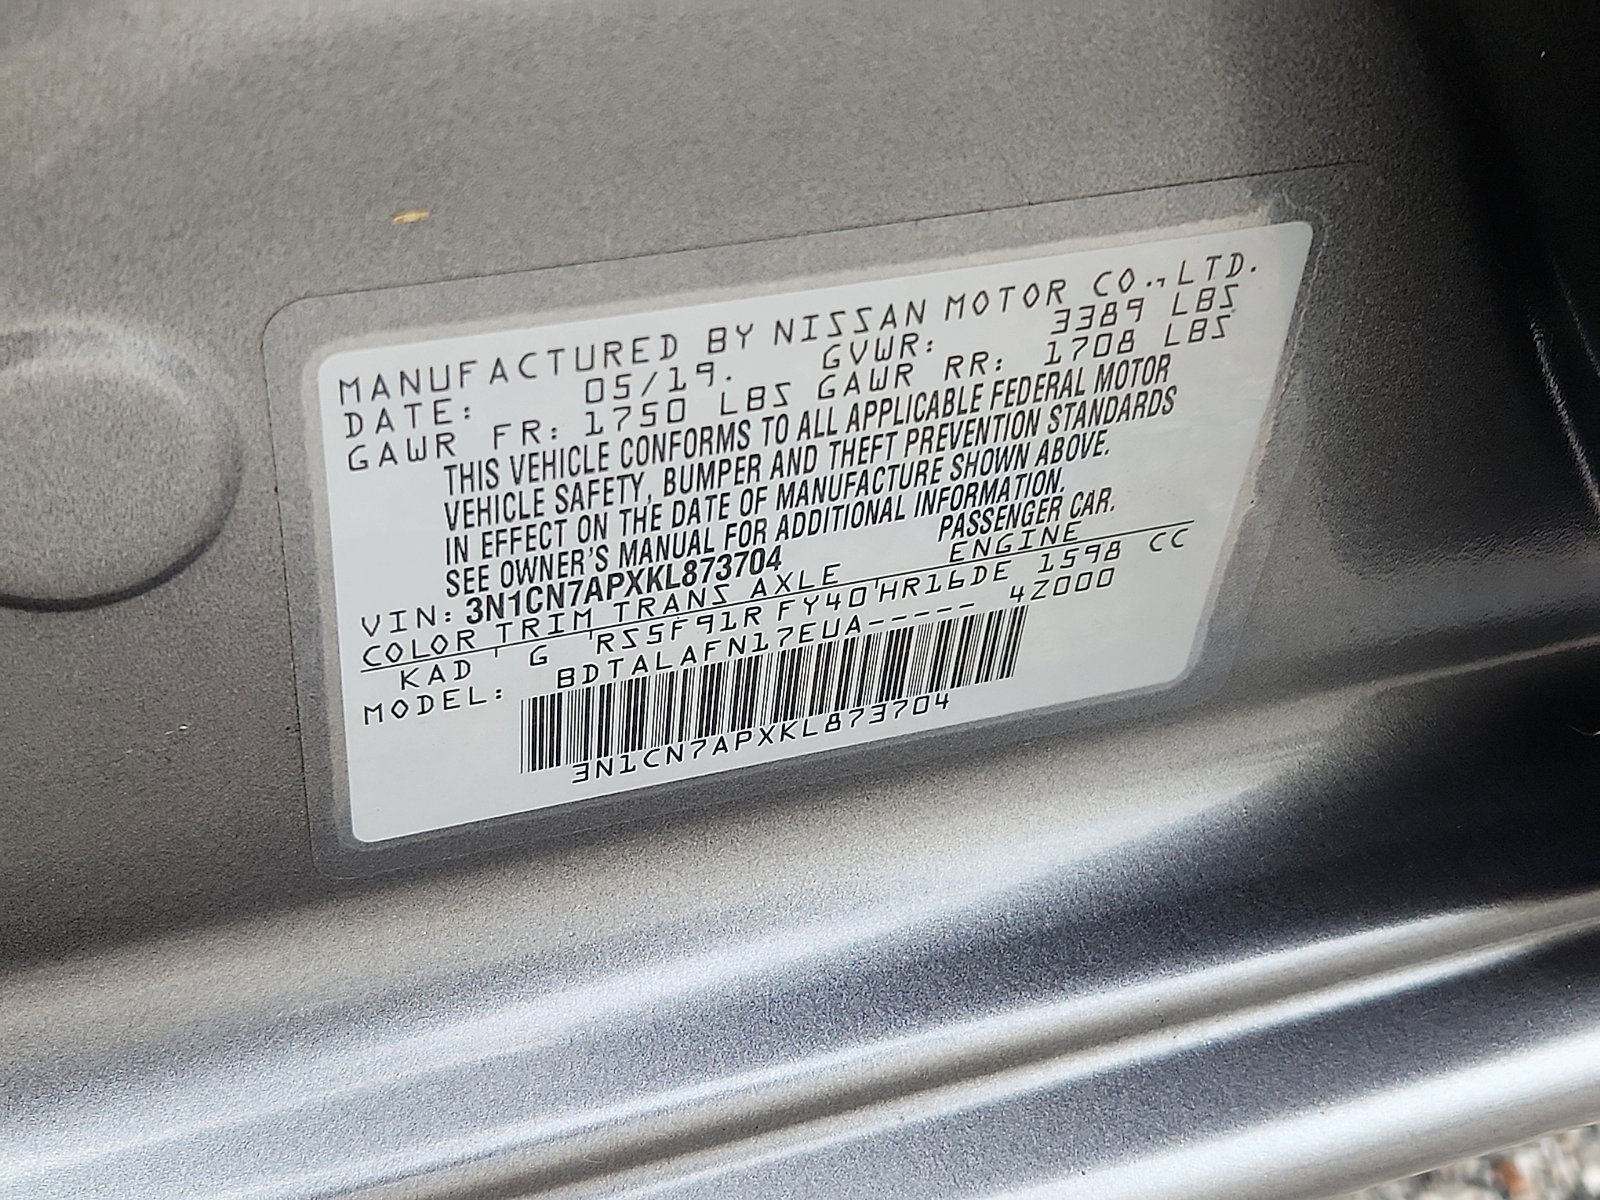 MANUFACTURED BY NISSAN MOTOR CO.,LTD.
DATE: 05/19. GVWR: 3389 LBS
GAWR FR: 1750 LBS GAWR RR: 1708 LBS
THIS VEHICLE CONFORMS TO ALL APPLICABLE FEDERAL MOTOR
VEHICLE SAFETY, BUMPER AND THEFT PREVENTION STANDARDS
IN EFFECT ON THE DATE OF MANUFACTURE SHOWN ABOVE.
SEE OWNER'S MANUAL FOR ADDITIONAL INFORMATION.
VIN: 3N1CN7APXKL873704 PASSENGER CAR.
COLOR TRIM TRANS AXLE ENGINE
KAD G RS5F91R FY40 HR16DE 1598 CC
MODEL: BDTALAFN17EUA----- 4Z000
3N1CN7APXKL873704